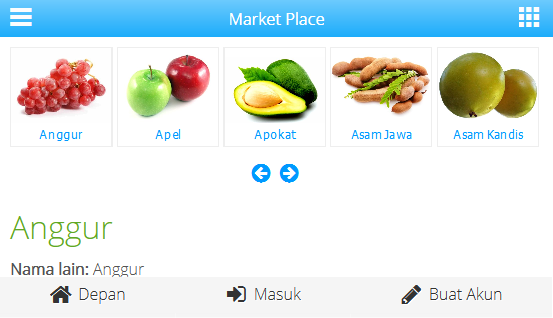 Market Place
Anggur
Apel
Apokat
Asam Jawa
Asam Kandis
Anggur
Nama lain: Anggur
Depan
Masuk
Buat Akun